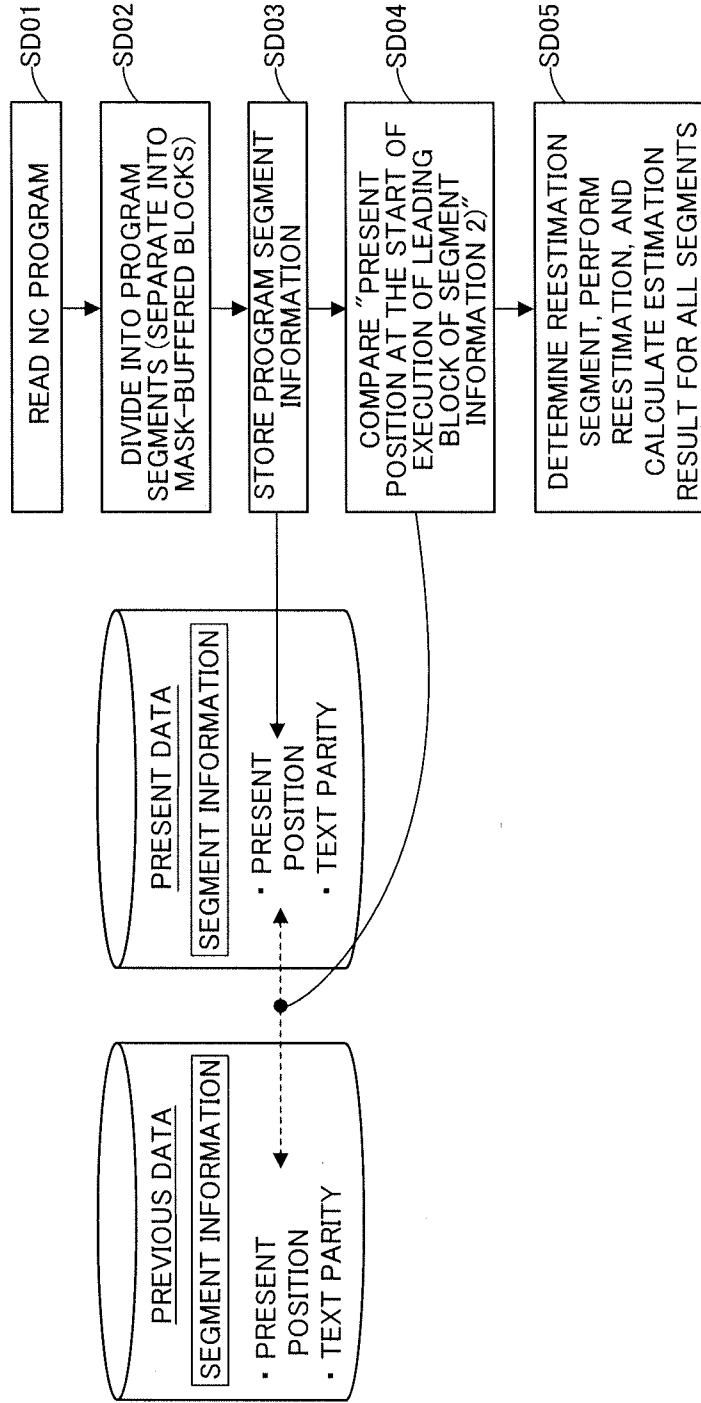 READ NC PROGRAM
SD01
DIVIDE INTO PROGRAM
SEGMENTS (SEPARATE INTO
MASK-BUFFERED BLOCKS)
SD02
STORE PROGRAM SEGMENT
INFORMATION
SD03
COMPARE "PRESENT
POSITION AT THE START OF
EXECUTION OF LEADING
BLOCK OF SEGMENT
INFORMATION 2)"
SD04
DETERMINE REESTIMATION
SEGMENT, PERFORM
REESTIMATION, AND
CALCULATE ESTIMATION
RESULT FOR ALL SEGMENTS
SD05
PREVIOUS DATA
SEGMENT INFORMATION
· PRESENT
POSITION
· TEXT PARITY
PRESENT DATA
SEGMENT INFORMATION
· PRESENT
POSITION
· TEXT PARITY